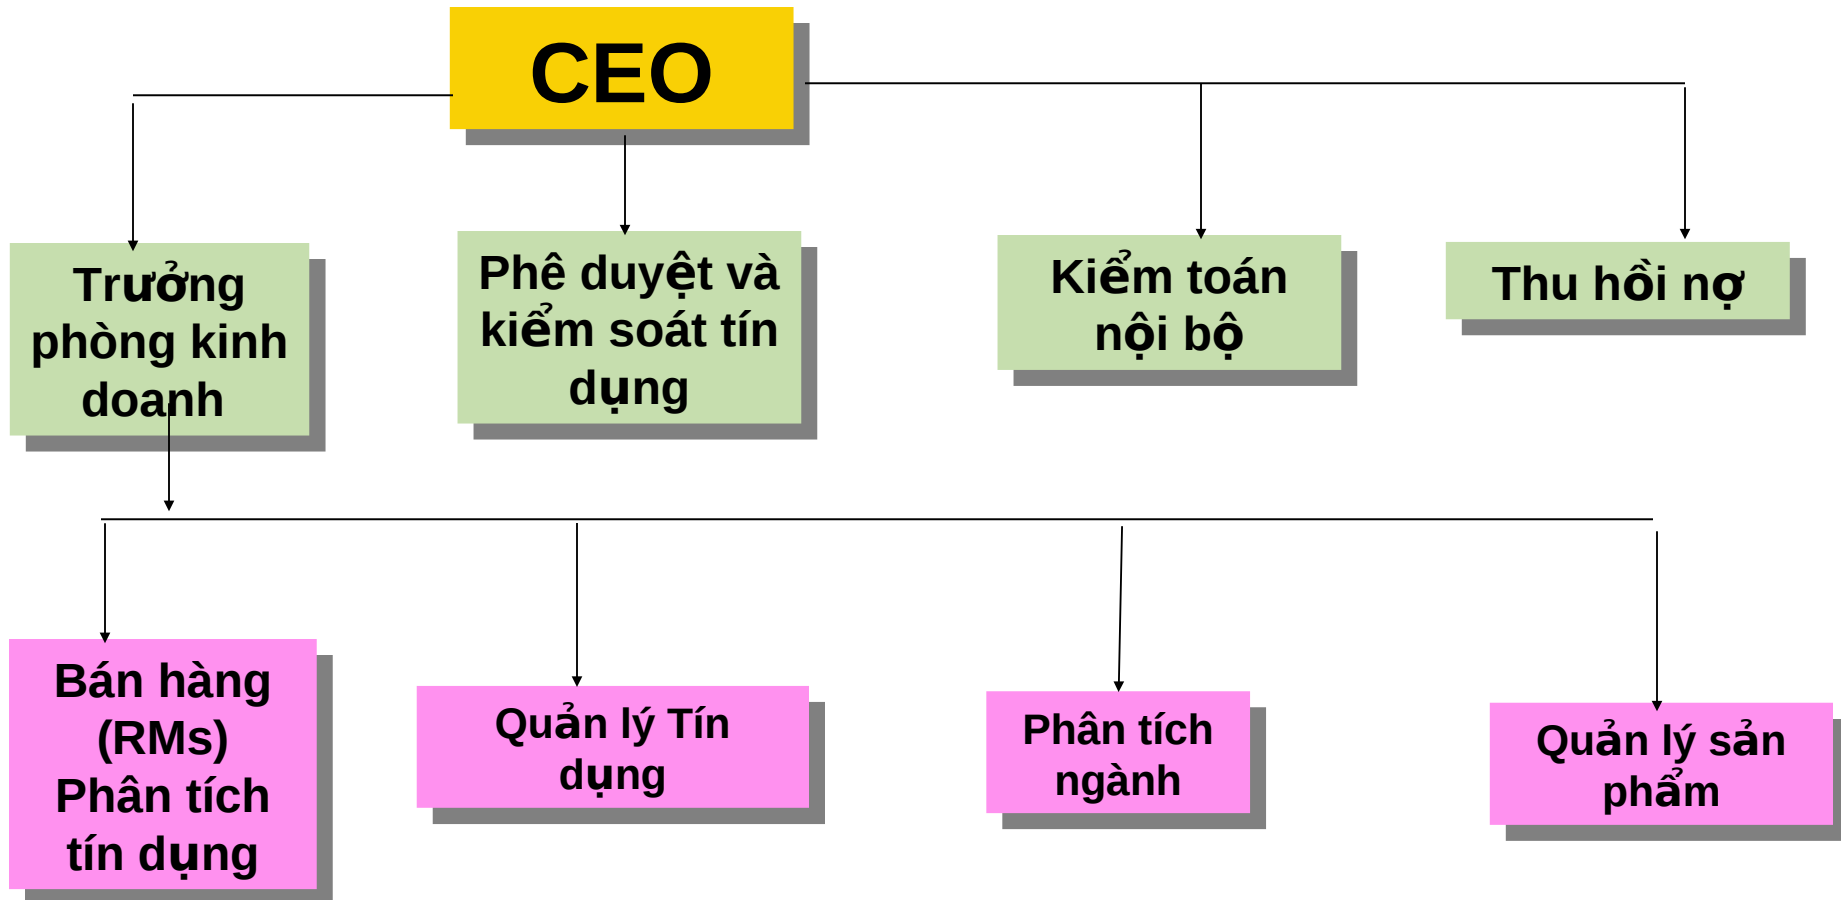 CEO
Trưởng
phòng kinh
doanh
Phê duyệt và
kiểm soát tín
dụng
Kiểm toán
nội bộ
Thu hồi nợ
Bán hàng
(RMs)
Phân tích
tín dụng
Quản lý Tín
dụng
Phân tích
ngành
Quản lý sản
phẩm